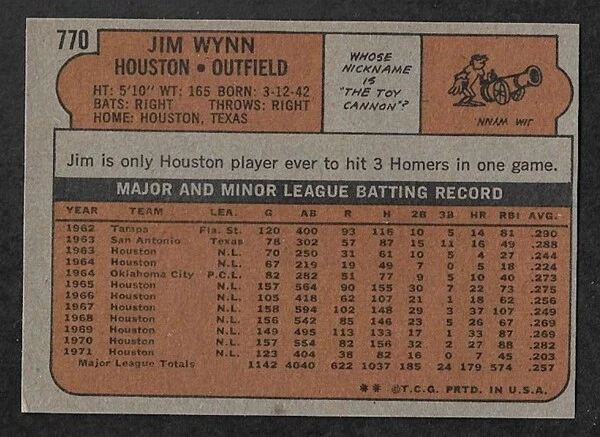 770
JIM WYNN
HOUSTON • OUTFIELD
HT: 5'10" WT: 165 BORN: 3-12-42
BATS: RIGHT THROWS: RIGHT
HOME: HOUSTON, TEXAS
WHOSE
NICKNAME
IS
"THE TOY
CANNON"?
JIM WYNN
Jim is only Houston player ever to hit 3 Homers in one game.
MAJOR AND MINOR LEAGUE BATTING RECORD
YEAR TEAM LEA. G AB R H 2B 3B HR RBI AVG.
1962 Tampa Fla. St. 120 400 93 116 10 5 14 81 .290
1963 San Antonio Texas 78 302 57 87 15 11 16 49 .288
1963 Houston N.L. 70 250 31 61 10 5 4 27 .244
1964 Houston N.L. 67 219 19 49 7 0 5 18 .224
1964 Oklahoma City P.C.L. 82 282 51 77 9 5 10 40 .273
1965 Houston N.L. 157 564 90 155 30 7 22 73 .275
1966 Houston N.L. 105 418 62 107 21 1 18 62 .256
1967 Houston N.L. 158 594 102 148 29 3 37 107 .249
1968 Houston N.L. 156 542 85 146 23 5 26 67 .269
1969 Houston N.L. 149 495 113 133 17 1 33 87 .269
1970 Houston N.L. 157 554 82 156 32 2 27 88 .282
1971 Houston N.L. 123 404 38 82 16 0 7 45 .203
Major League Totals 1142 4040 622 1037 185 24 179 574 .257
** ©T.C.G. PRTD. IN U.S.A.